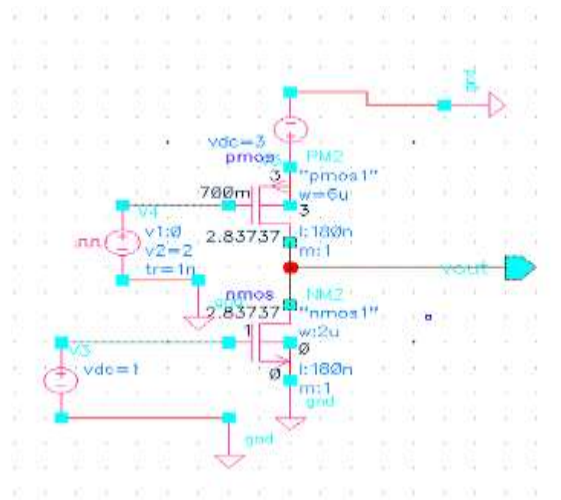 gnd
vdc=3
pmos
PM2
3
"pmos1"
700m
w=6u
3
V4
v1:0
v2=2
tr=1n
2.83737
l:180n
m:1
vout
gnd
nmos
NM2
2.83737
"nmos1"
1
w:2u
0
V3
vdc=1
0
l:180n
m:1
gnd
gnd